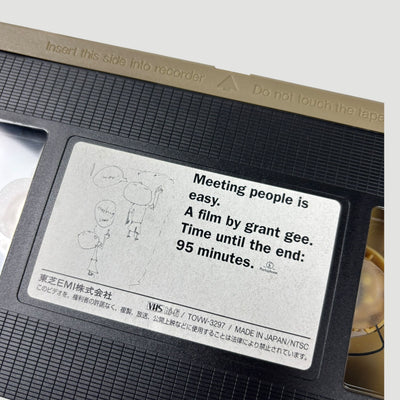 Insert this side into recorder
Do not touch the tape
Meeting people is
easy.
A film by grant gee.
Time until the end:
95 minutes.
東芝EMI株式会社
VHS / TOVW-3297 / MADE IN JAPAN/NTSC
このビデオを、権利者の許諾なく、複製、放送、公開上映などに使用することは法律により禁止されています。